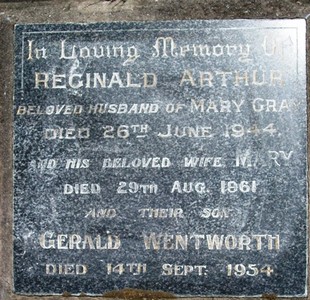 In Loving Memory Of
REGINALD ARTHUR
BELOVED HUSBAND OF MARY GRAY
DIED 26TH JUNE 1944.
AND HIS BELOVED WIFE MARY
DIED 29TH AUG. 1961
AND THEIR SON
GERALD WENTWORTH
DIED 14TH SEPT: 1954